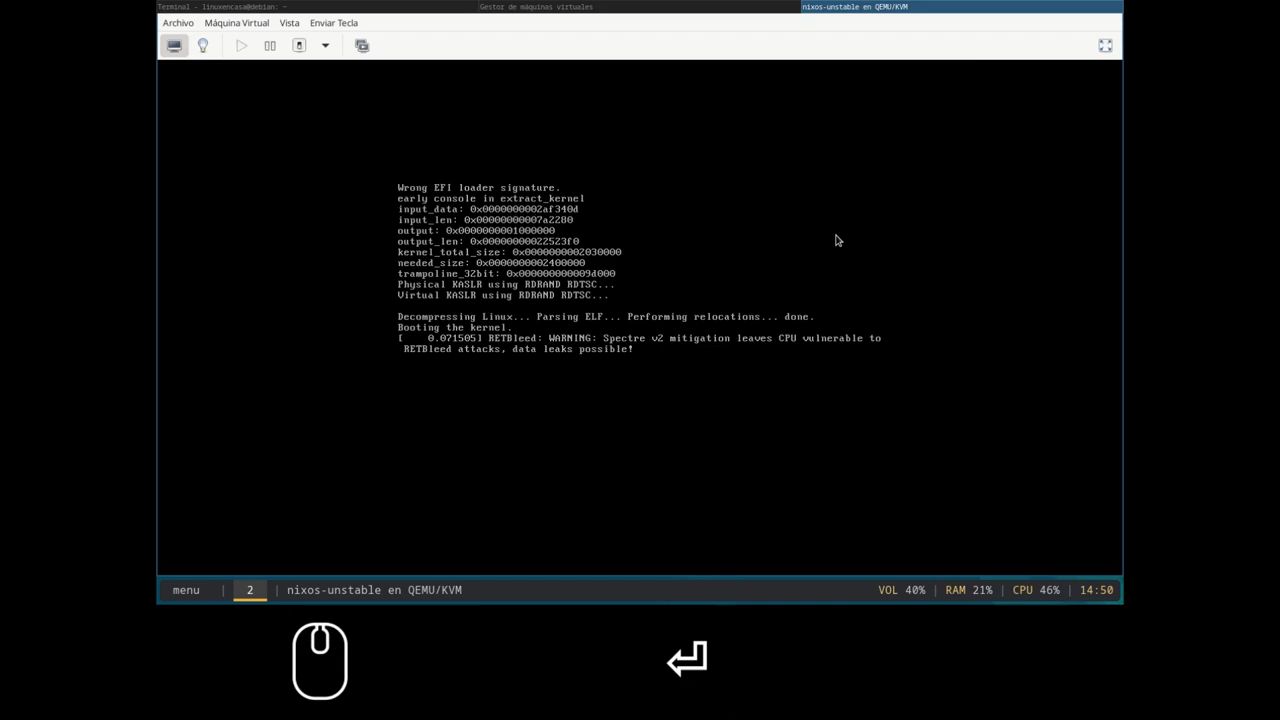 Terminal - linuxencasa@debian: ~
Gestor de máquinas virtuales
nixos-unstable en QEMU/KVM
Archivo Máquina Virtual Vista Enviar Tecla
Wrong EFI loader signature.
early console in extract_kernel
input_data: 0x0000000002af340d
input_len: 0x00000000007a2280
output: 0x0000000001000000
output_len: 0x00000000022523f0
kernel_total_size: 0x0000000002030000
needed_size: 0x0000000002400000
trampoline_32bit: 0x000000000009d000
Physical KASLR using RDRAND RDTSC...
Virtual KASLR using RDRAND RDTSC...
Decompressing Linux... Parsing ELF... Performing relocations... done.
Booting the kernel.
[    0.071505] RETBleed: WARNING: Spectre v2 mitigation leaves CPU vulnerable to
RETBleed attacks, data leaks possible!
menu | 2 | nixos-unstable en QEMU/KVM VOL 40% | RAM 21% | CPU 46% | 14:50